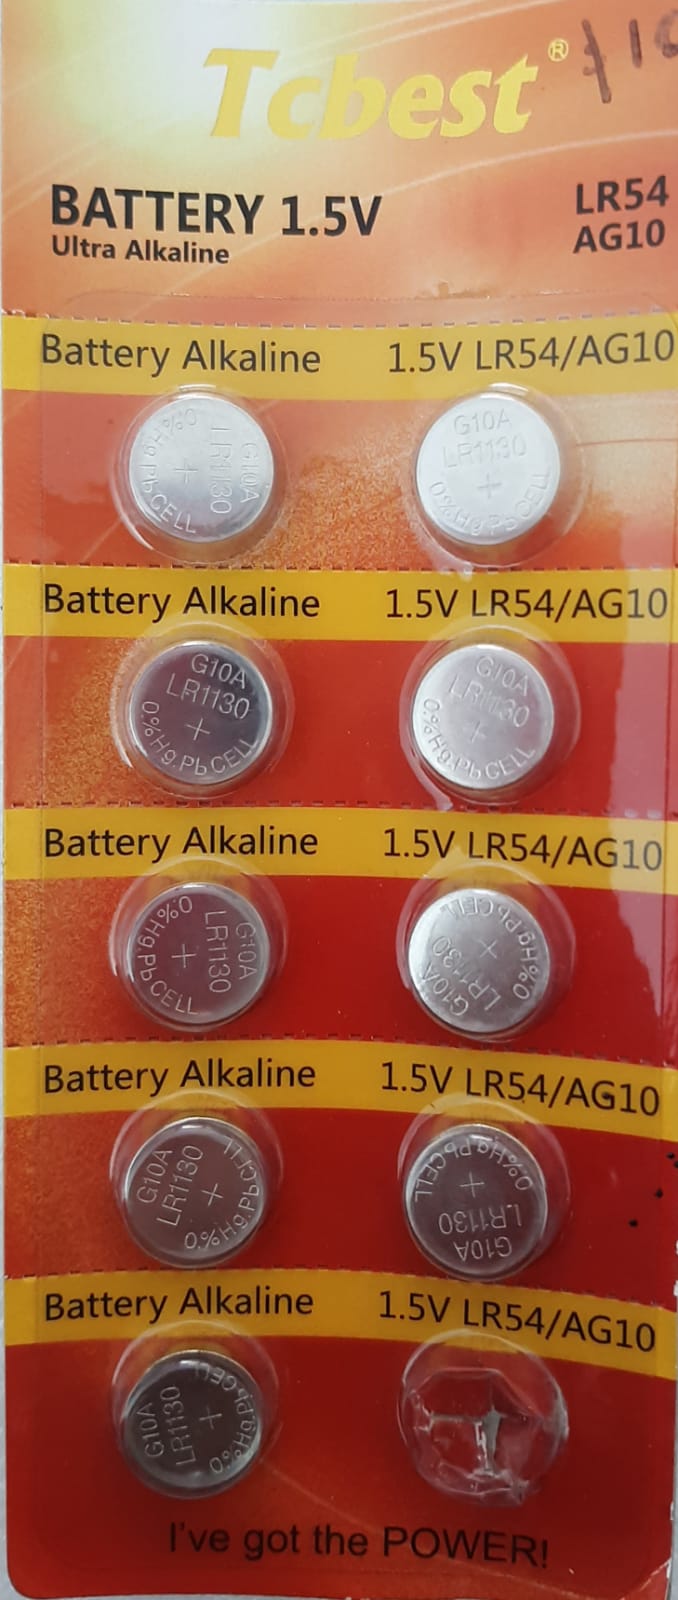 Tcbest®
BATTERY 1.5V
Ultra Alkaline
LR54
AG10
Battery Alkaline 1.5V LR54/AG10
G10A
LR1130
+
0.%Hg.Pb CELL
G10A
LR1130
+
0.%Hg.Pb CELL
Battery Alkaline 1.5V LR54/AG10
G10A
LR1130
+
0.%Hg.Pb CELL
G10A
LR1130
+
0.%Hg.Pb CELL
Battery Alkaline 1.5V LR54/AG10
G10A
LR1130
+
0.%Hg.Pb CELL
G10A
LR1130
+
0.%Hg.Pb CELL
Battery Alkaline 1.5V LR54/AG10
G10A
LR1130
+
0.%Hg.Pb CELL
G10A
LR1130
+
0.%Hg.Pb CELL
Battery Alkaline 1.5V LR54/AG10
G10A
LR1130
+
0.%Hg.Pb CELL
I've got the POWER!